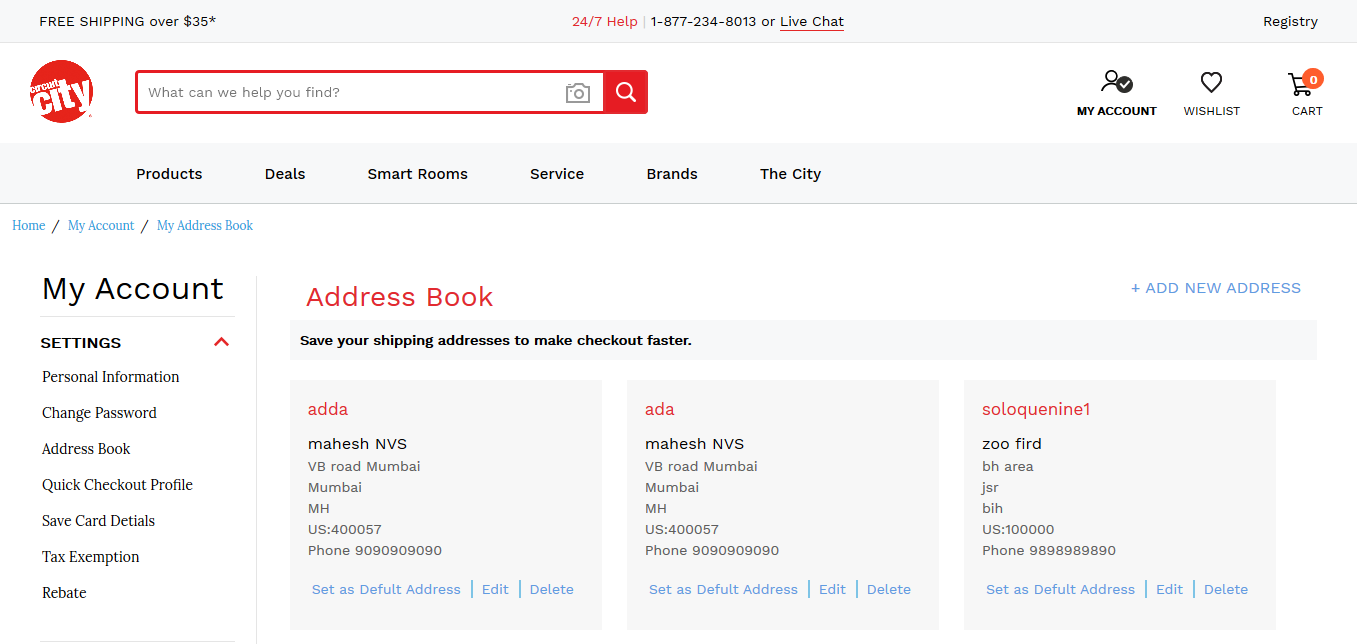 FREE SHIPPING over $35*
24/7 Help | 1-877-234-8013 or Live Chat
Registry
circuit
city
What can we help you find?
MY ACCOUNT
WISHLIST
0
CART
Products
Deals
Smart Rooms
Service
Brands
The City
Home / My Account / My Address Book
My Account
SETTINGS
Personal Information
Change Password
Address Book
Quick Checkout Profile
Save Card Detials
Tax Exemption
Rebate
Address Book
+ ADD NEW ADDRESS
Save your shipping addresses to make checkout faster.
adda
mahesh NVS
VB road Mumbai
Mumbai
MH
US:400057
Phone 9090909090
Set as Defult Address | Edit | Delete
ada
mahesh NVS
VB road Mumbai
Mumbai
MH
US:400057
Phone 9090909090
Set as Defult Address | Edit | Delete
soloquenine1
zoo fird
bh area
jsr
bih
US:100000
Phone 9898989890
Set as Defult Address | Edit | Delete